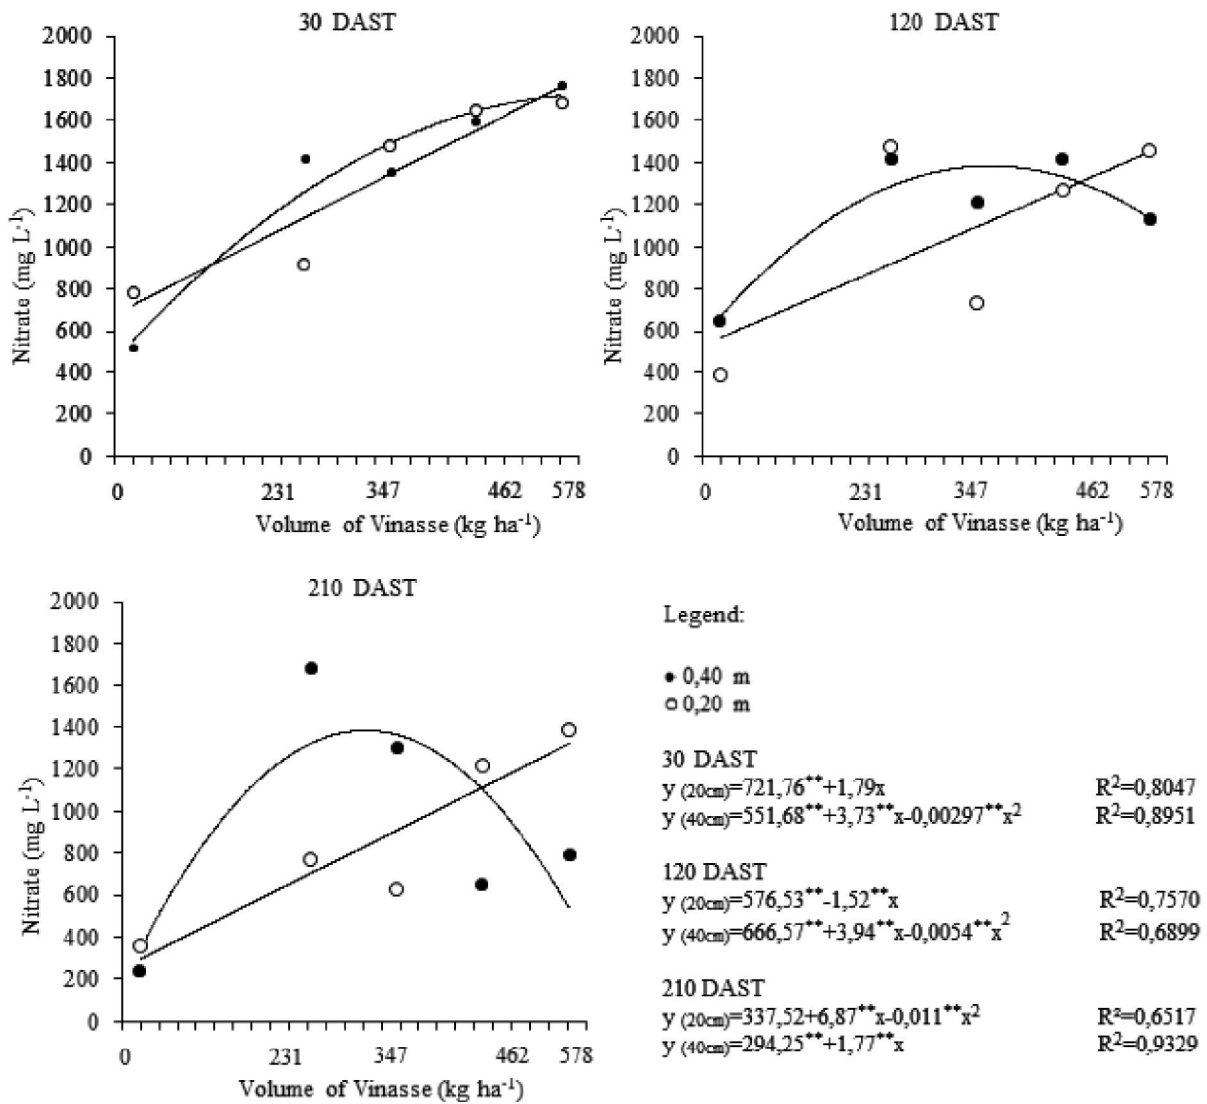 30 DAST
2000
1800
1600
1400
1200
1000
800
600
400
200
0
Nitrate (mg L-1)
0 231 347 462 578
Volume of Vinasse (kg ha-1)
120 DAST
2000
1800
1600
1400
1200
1000
800
600
400
200
0
Nitrate (mg L-1)
0 231 347 462 578
Volume of Vinasse (kg ha-1)
210 DAST
2000
1800
1600
1400
1200
1000
800
600
400
200
0
Nitrate (mg L-1)
0 231 347 462 578
Volume of Vinasse (kg ha-1)
Legend:
0,40 m
0,20 m
30 DAST
y (20cm)=721,76**+1,79x R2=0,8047
y (40cm)=551,68**+3,73**x-0,00297**x2 R2=0,8951
120 DAST
y (20cm)=576,53**-1,52**x R2=0,7570
y (40cm)=666,57**+3,94**x-0,0054**x2 R2=0,6899
210 DAST
y (20cm)=337,52+6,87**x-0,011**x2 R²=0,6517
y (40cm)=294,25**+1,77**x R2=0,9329